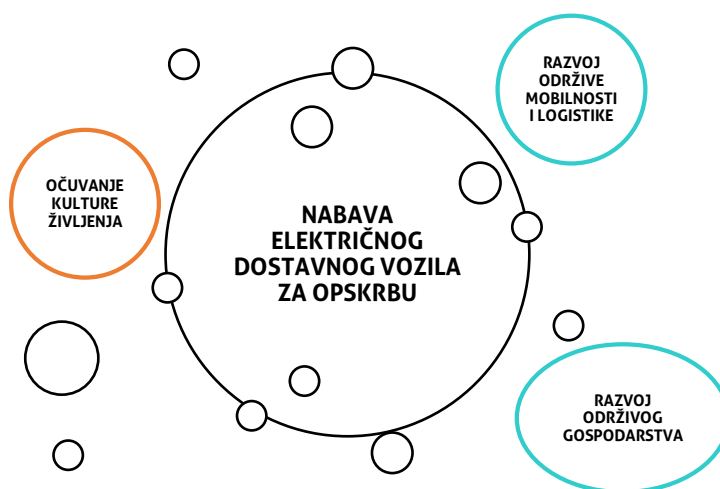 RAZVOJ
ODRŽIVE
MOBILNOSTI
I LOGISTIKE
OČUVANJE
KULTURE
ŽIVLJENJA
NABAVA
ELEKTRIČNOG
DOSTAVNOG VOZILA
ZA OPSKRBU
RAZVOJ
ODRŽIVOG
GOSPODARSTVA